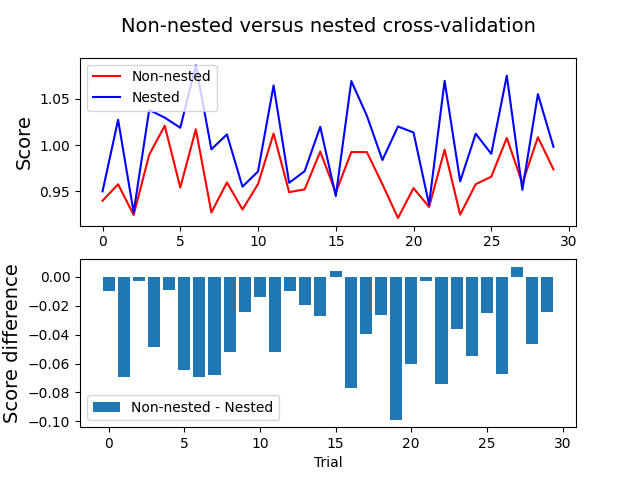 Non-nested versus nested cross-validation
Non-nested
Nested
Score
1.05
1.00
0.95
0 5 10 15 20 25 30
Score difference
0.00
−0.02
−0.04
−0.06
−0.08
−0.10
Non-nested - Nested
0 5 10 15 20 25 30
Trial